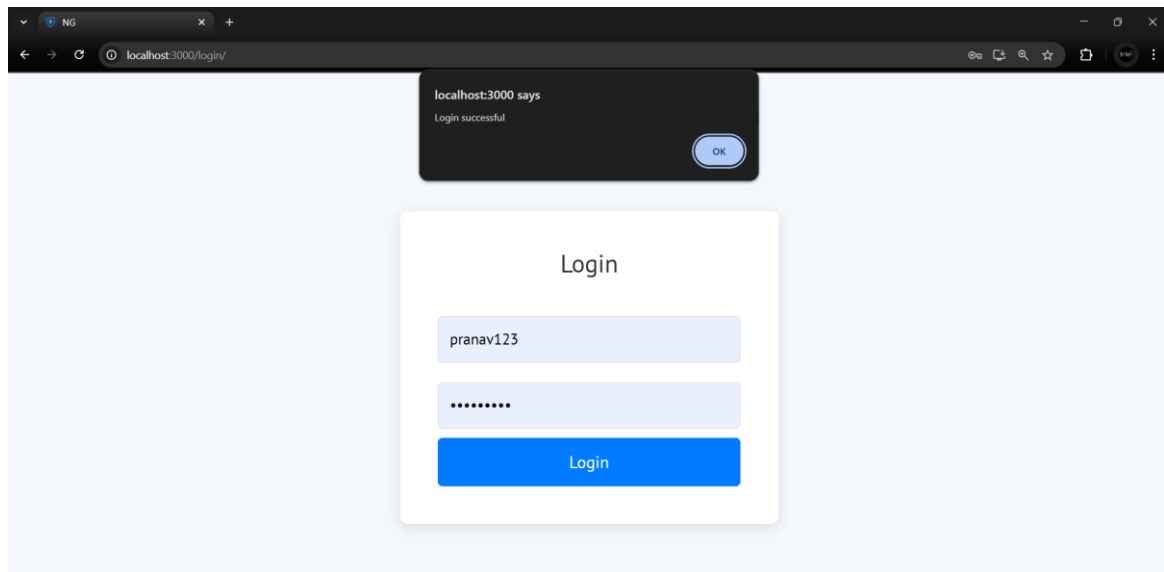 NG
localhost:3000/login/
localhost:3000 says
Login successful
OK
Login
pranav123
•••••••••
Login